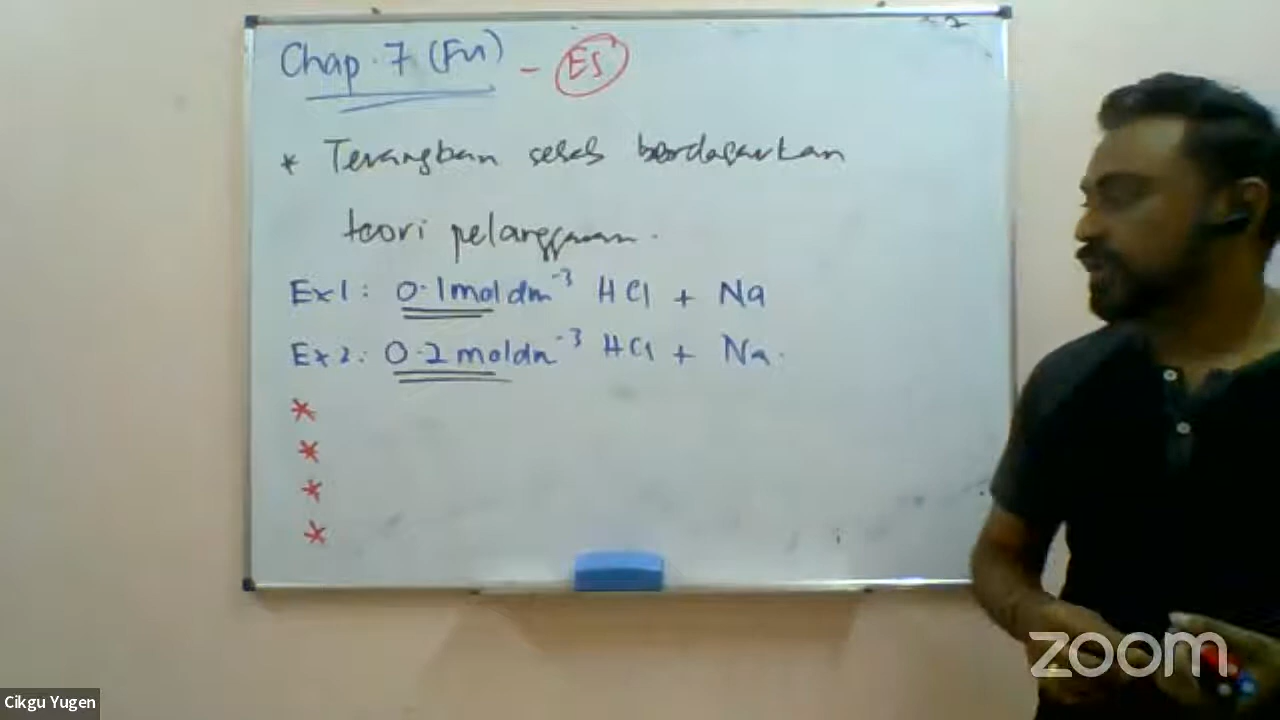 Chap. 7 (F4) - ES
* Terangkan sebab berdasarkan
teori pelanggaran.
Ex1: 0.1moldm⁻³ HCl + Na
Ex2: 0.2moldm⁻³ HCl + Na.
*
*
*
*
zoom
Cikgu Yugen